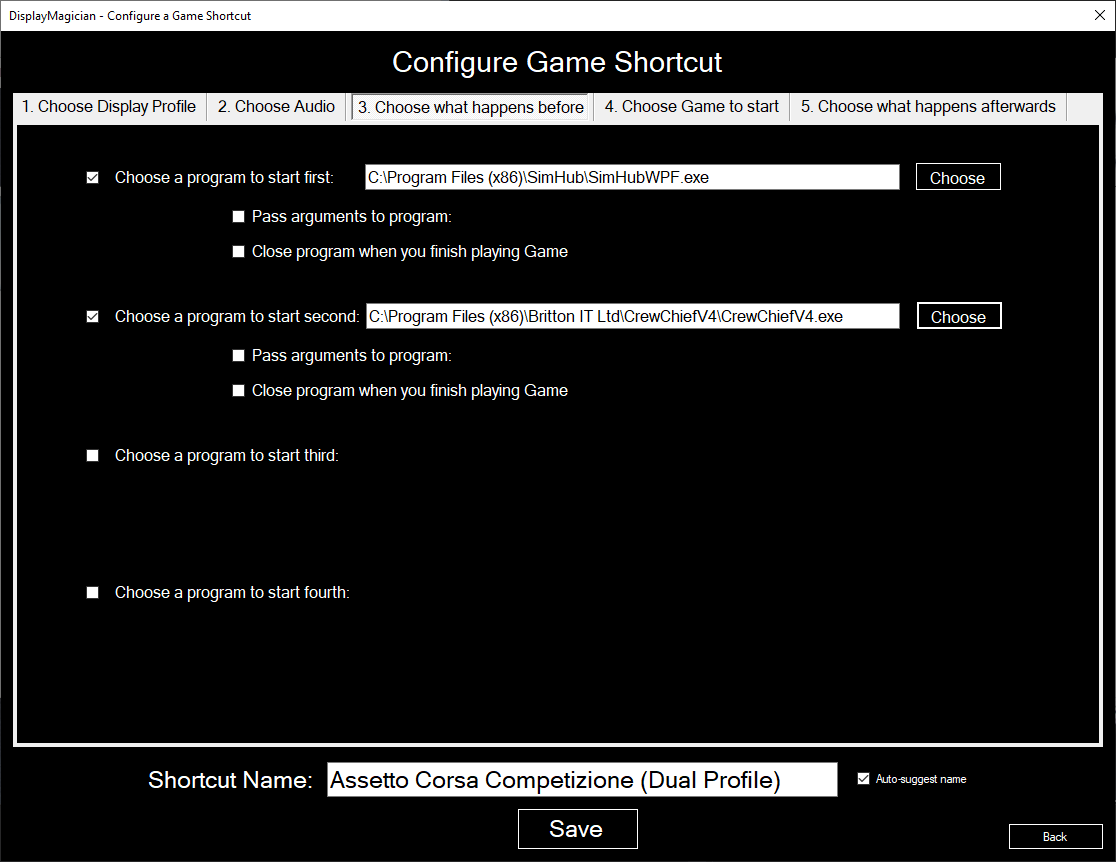 DisplayMagician - Configure a Game Shortcut
Configure Game Shortcut
1. Choose Display Profile 2. Choose Audio 3. Choose what happens before 4. Choose Game to start 5. Choose what happens afterwards
Choose a program to start first: C:\Program Files (x86)\SimHub\SimHubWPF.exe Choose
Pass arguments to program:
Close program when you finish playing Game
Choose a program to start second: C:\Program Files (x86)\Britton IT Ltd\CrewChiefV4\CrewChiefV4.exe Choose
Pass arguments to program:
Close program when you finish playing Game
Choose a program to start third:
Choose a program to start fourth:
Shortcut Name: Assetto Corsa Competizione (Dual Profile) Auto-suggest name
Save
Back